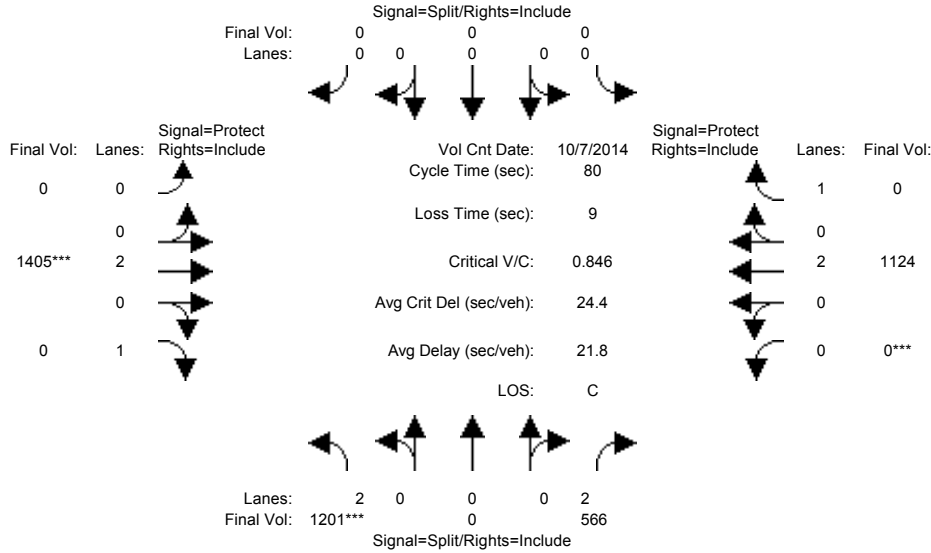 Signal=Split/Rights=Include
Final Vol: 0 0 0
Lanes: 0 0 0 0 0
Signal=Protect Signal=Protect
Final Vol: Lanes: Rights=Include Vol Cnt Date: 10/7/2014 Rights=Include Lanes: Final Vol:
Cycle Time (sec): 80
0 0 1 0
Loss Time (sec): 9
0 0
1405*** 2 Critical V/C: 0.846 2 1124
0 Avg Crit Del (sec/veh): 24.4 0
0 1 Avg Delay (sec/veh): 21.8 0 0***
LOS: C
Lanes: 2 0 0 0 2
Final Vol: 1201*** 0 566
Signal=Split/Rights=Include